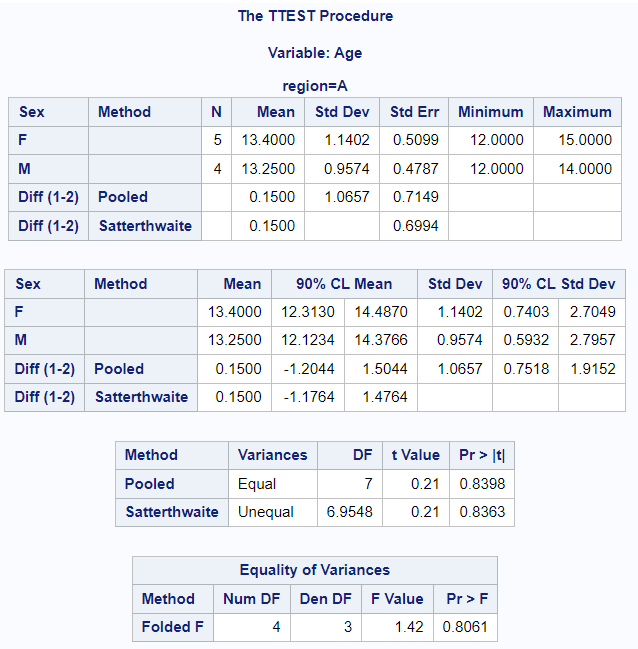 The TTEST Procedure
Variable: Age
region=A
Sex Method N Mean Std Dev Std Err Minimum Maximum
F 5 13.4000 1.1402 0.5099 12.0000 15.0000
M 4 13.2500 0.9574 0.4787 12.0000 14.0000
Diff (1-2) Pooled 0.1500 1.0657 0.7149
Diff (1-2) Satterthwaite 0.1500 0.6994
Sex Method Mean 90% CL Mean Std Dev 90% CL Std Dev
F 13.4000 12.3130 14.4870 1.1402 0.7403 2.7049
M 13.2500 12.1234 14.3766 0.9574 0.5932 2.7957
Diff (1-2) Pooled 0.1500 -1.2044 1.5044 1.0657 0.7518 1.9152
Diff (1-2) Satterthwaite 0.1500 -1.1764 1.4764
Method Variances DF t Value Pr > |t|
Pooled Equal 7 0.21 0.8398
Satterthwaite Unequal 6.9548 0.21 0.8363
Equality of Variances
Method Num DF Den DF F Value Pr > F
Folded F 4 3 1.42 0.8061